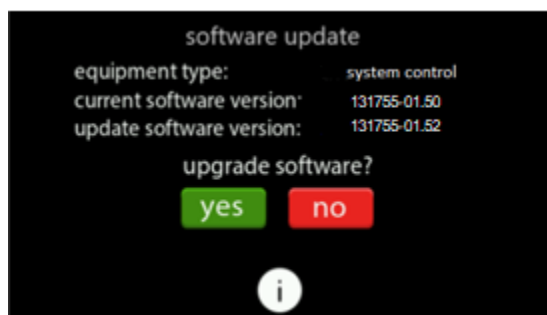 software update
equipment type: system control
current software version: 131755-01.50
update software version: 131755-01.52
upgrade software?
yes no
i